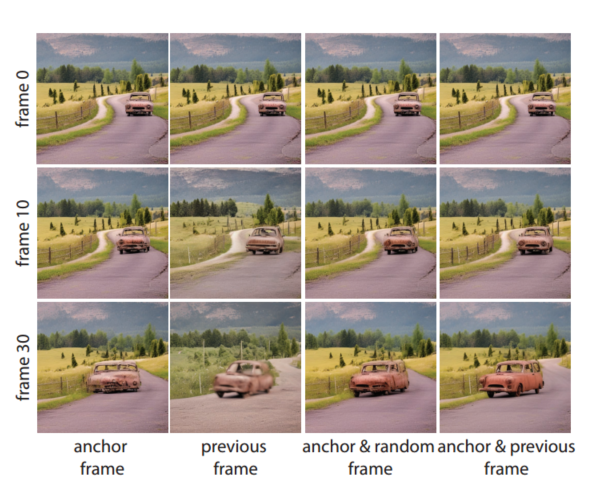 frame 0
frame 10
frame 30
anchor
frame
previous
frame
anchor & random
frame
anchor & previous
frame